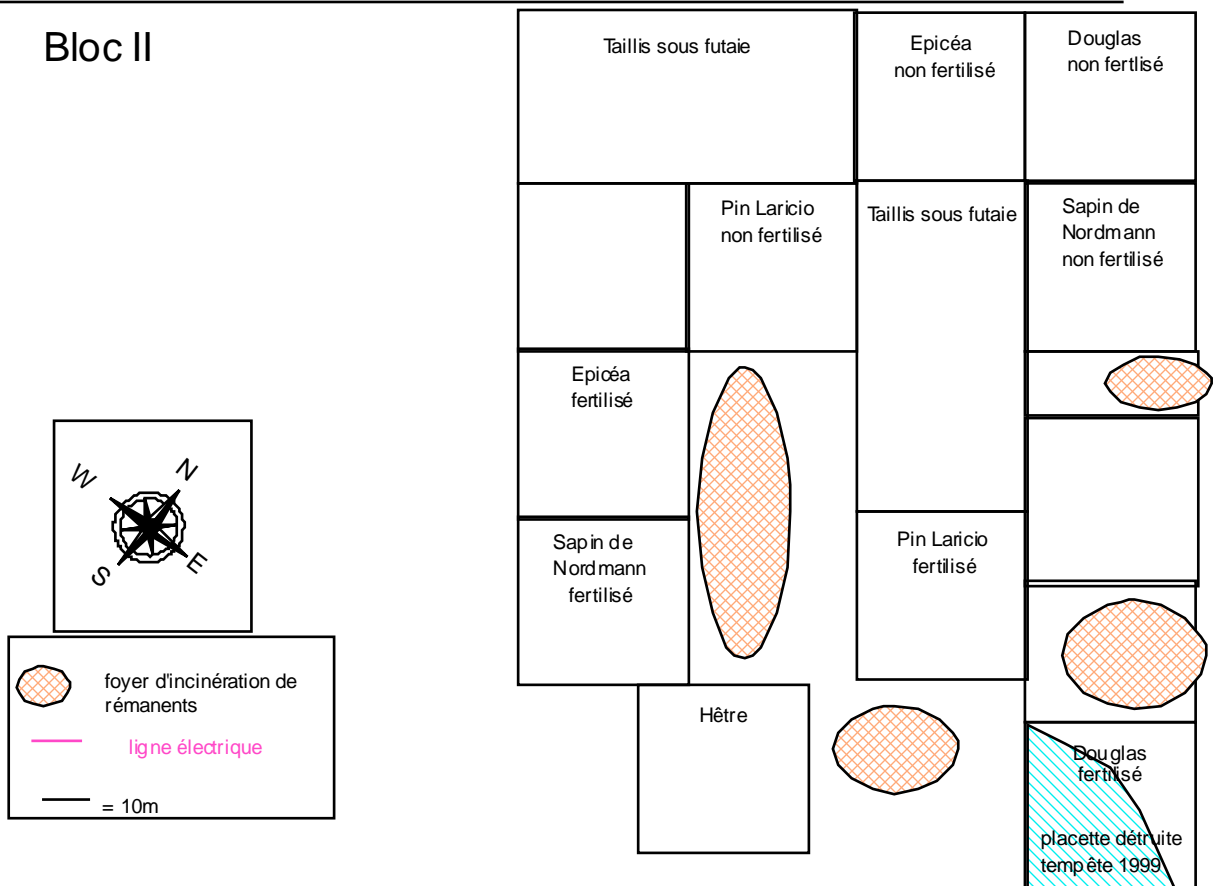 Bloc II
Taillis sous futaie
Epicéa
non fertilisé
Douglas
non fertlisé
Pin Laricio
non fertilisé
Taillis sous futaie
Sapin de
Nordmann
non fertilisé
Epicéa
fertilisé
Sapin de
Nordmann
fertilisé
Pin Laricio
fertilisé
Hêtre
Douglas
fertilisé
placette détruite
tempête 1999
W
N
S
E
foyer d'incinération de
rémanents
ligne électrique
= 10m